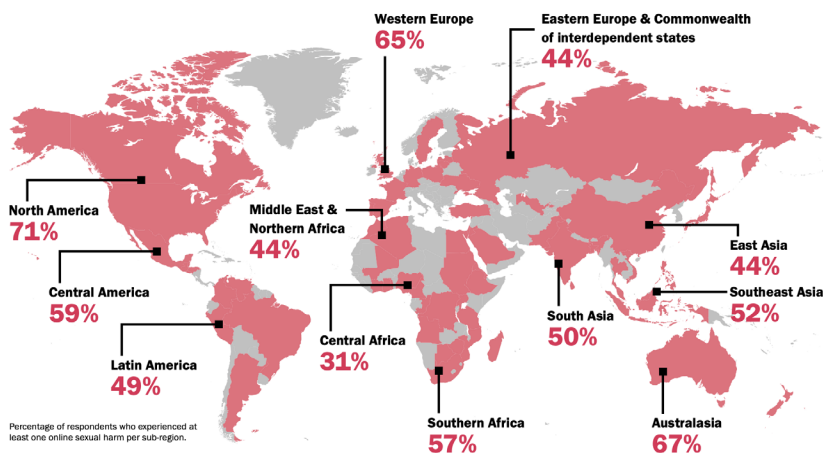 Western Europe
65%
Eastern Europe & Commonwealth
of interdependent states
44%
North America
71%
Middle East &
Northern Africa
44%
East Asia
44%
Central America
59%
Southeast Asia
52%
South Asia
50%
Central Africa
31%
Latin America
49%
Southern Africa
57%
Australasia
67%
Percentage of respondents who experienced at
least one online sexual harm per sub-region.